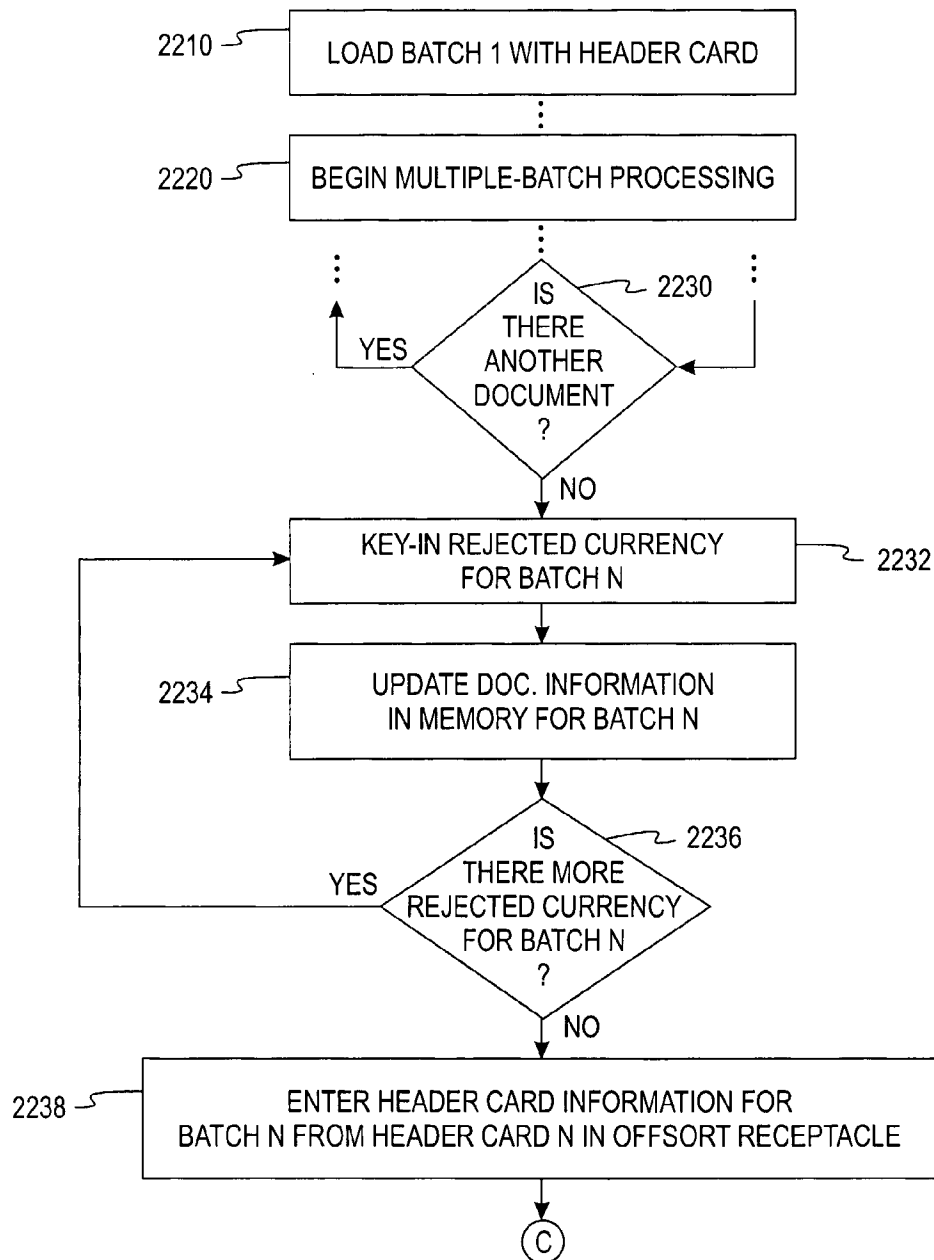 2210
LOAD BATCH 1 WITH HEADER CARD
2220
BEGIN MULTIPLE-BATCH PROCESSING
2230
IS
THERE
ANOTHER
DOCUMENT
?
YES
NO
KEY-IN REJECTED CURRENCY
FOR BATCH N
2232
2234
UPDATE DOC. INFORMATION
IN MEMORY FOR BATCH N
2236
IS
THERE MORE
REJECTED CURRENCY
FOR BATCH N
?
YES
NO
2238
ENTER HEADER CARD INFORMATION FOR
BATCH N FROM HEADER CARD N IN OFFSORT RECEPTACLE
C